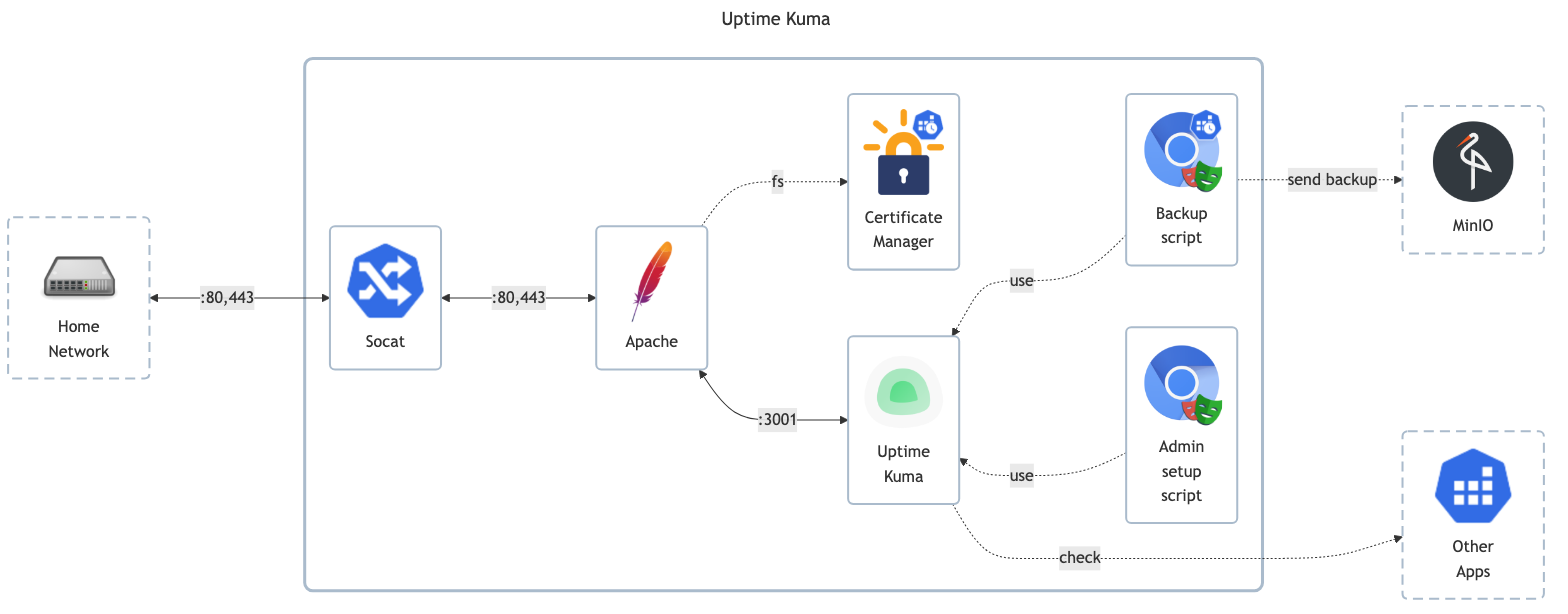 Uptime Kuma
Home
Network
:80,443
Socat
:80,443
Apache
fs
:3001
Certificate
Manager
Uptime
Kuma
use
use
check
Backup
script
Admin
setup
script
send backup
MinIO
Other
Apps